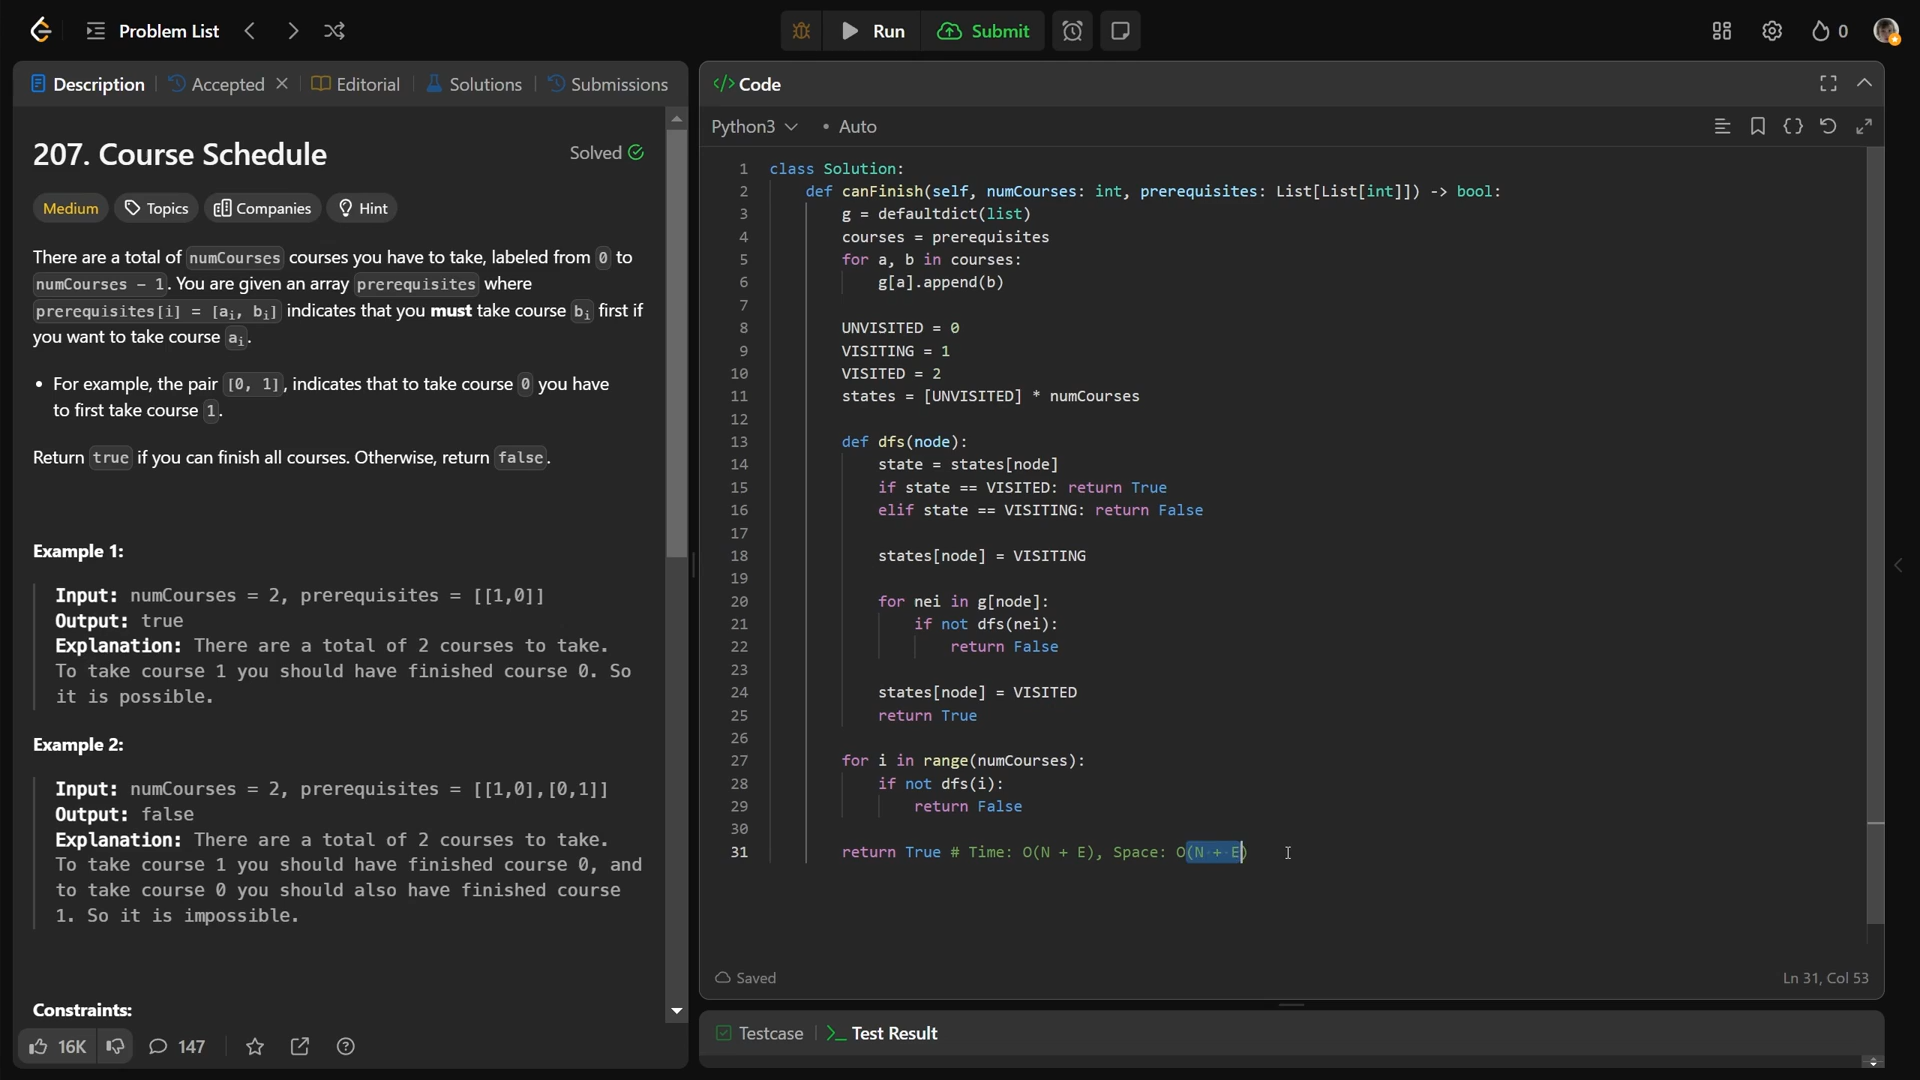 Problem List
Run
Submit
0
Description
Accepted
Editorial
Solutions
Submissions
207. Course Schedule
Solved
Medium
Topics
Companies
Hint
There are a total of numCourses courses you have to take, labeled from 0 to
numCourses - 1. You are given an array prerequisites where
prerequisites[i] = [ai, bi] indicates that you must take course bi first if
you want to take course ai.
• For example, the pair [0, 1], indicates that to take course 0 you have
to first take course 1.
Return true if you can finish all courses. Otherwise, return false.
Example 1:
Input: numCourses = 2, prerequisites = [[1,0]]
Output: true
Explanation: There are a total of 2 courses to take.
To take course 1 you should have finished course 0. So
it is possible.
Example 2:
Input: numCourses = 2, prerequisites = [[1,0],[0,1]]
Output: false
Explanation: There are a total of 2 courses to take.
To take course 1 you should have finished course 0, and
to take course 0 you should also have finished course
1. So it is impossible.
Constraints:
16K
147
</> Code
Python3
• Auto
1 class Solution:
2 def canFinish(self, numCourses: int, prerequisites: List[List[int]]) -> bool:
3 g = defaultdict(list)
4 courses = prerequisites
5 for a, b in courses:
6 g[a].append(b)
7
8 UNVISITED = 0
9 VISITING = 1
10 VISITED = 2
11 states = [UNVISITED] * numCourses
12
13 def dfs(node):
14 state = states[node]
15 if state == VISITED: return True
16 elif state == VISITING: return False
17
18 states[node] = VISITING
19
20 for nei in g[node]:
21 if not dfs(nei):
22 return False
23
24 states[node] = VISITED
25 return True
26
27 for i in range(numCourses):
28 if not dfs(i):
29 return False
30
31 return True # Time: O(N + E), Space: O(N + E)
Saved
Ln 31, Col 53
Testcase
Test Result